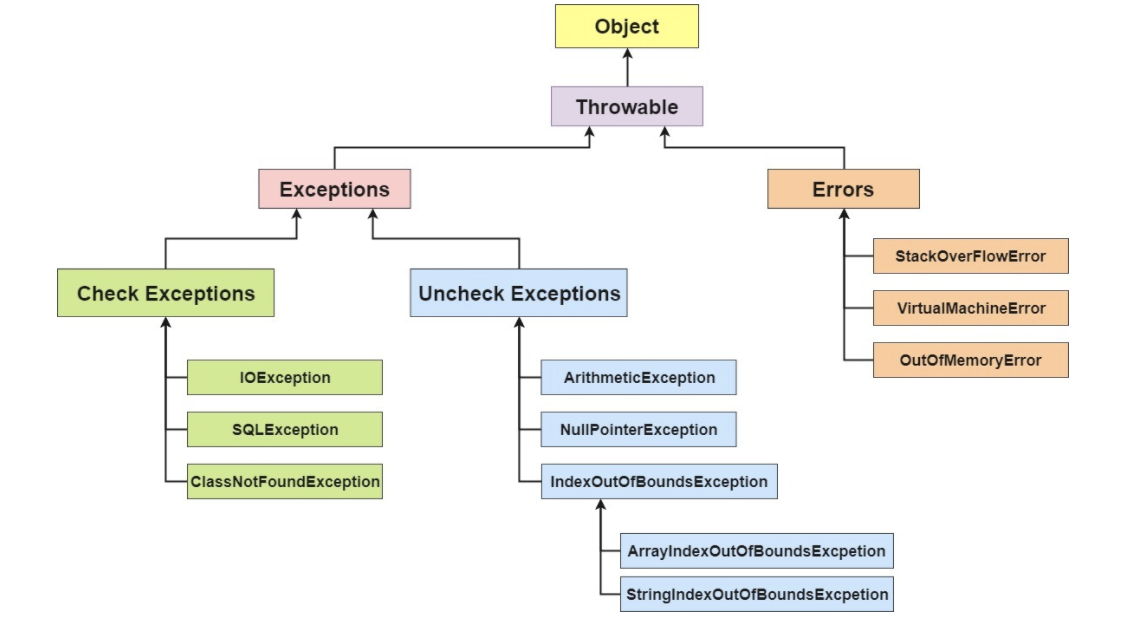 Object
Throwable
Exceptions
Errors
StackOverFlowError
VirtualMachineError
OutOfMemoryError
Check Exceptions
Uncheck Exceptions
IOException
SQLException
ClassNotFoundException
ArithmeticException
NullPointerException
IndexOutOfBoundsException
ArrayIndexOutOfBoundsExcpetion
StringIndexOutOfBoundsExcpetion